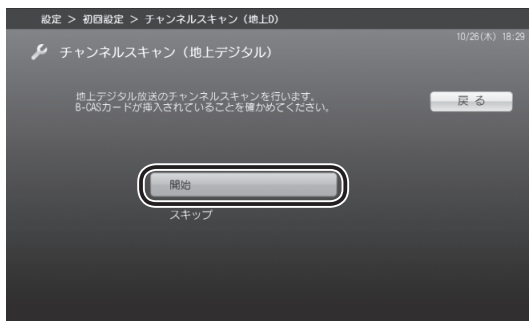 設定 > 初回設定 > チャンネルスキャン（地上D）
10/26(木) 18:29
チャンネルスキャン（地上デジタル）
地上デジタル放送のチャンネルスキャンを行います。
B-CASカードが挿入されていることを確かめてください。
戻る
開始
スキップ